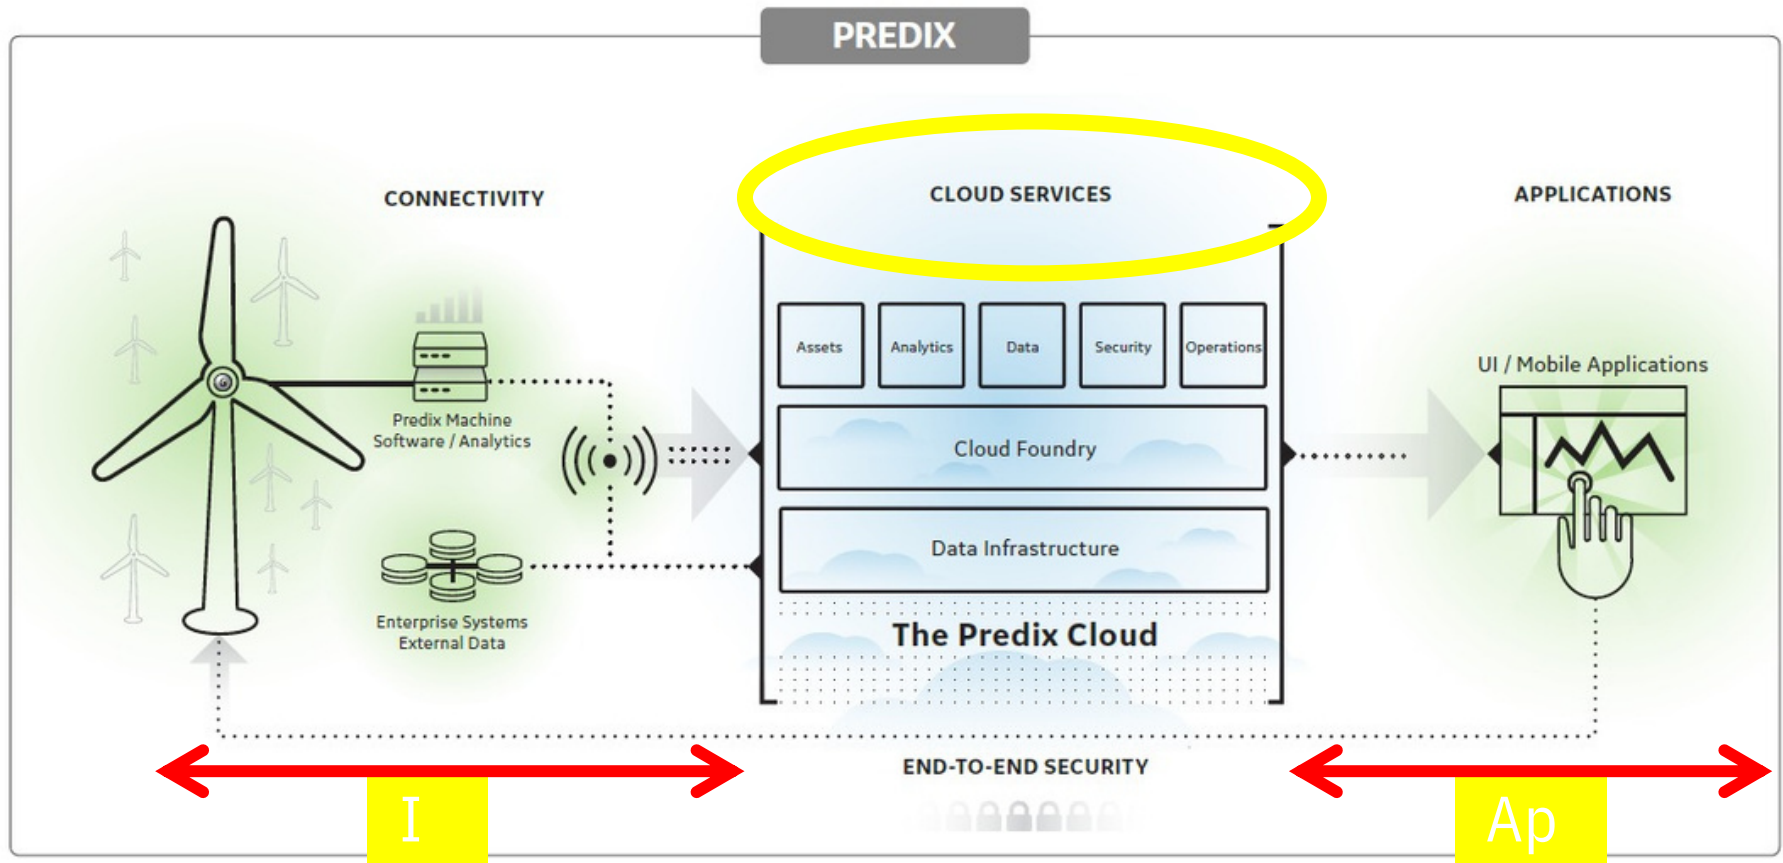 PREDIX
CONNECTIVITY
CLOUD SERVICES
APPLICATIONS
Assets
Analytics
Data
Security
Operations
UI / Mobile Applications
Predix Machine
Software / Analytics
Cloud Foundry
Data Infrastructure
Enterprise Systems
External Data
The Predix Cloud
END-TO-END SECURITY
I
Ap